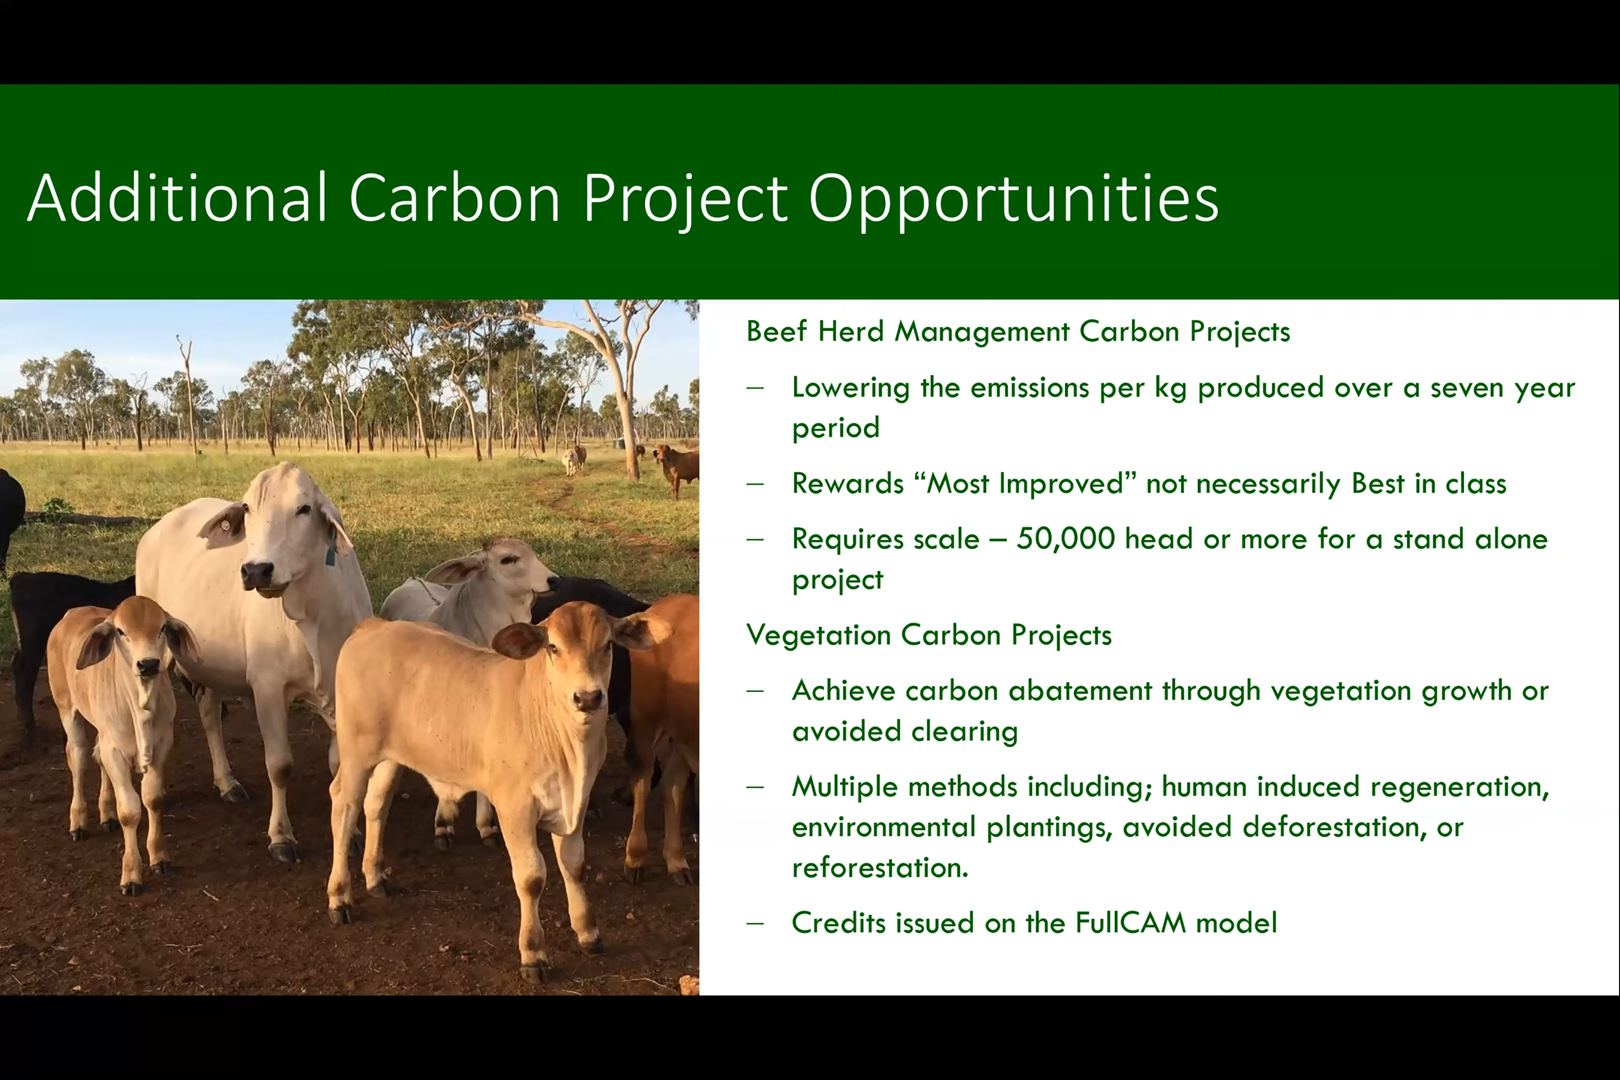 Additional Carbon Project Opportunities
Beef Herd Management Carbon Projects
– Lowering the emissions per kg produced over a seven year
period
– Rewards “Most Improved” not necessarily Best in class
– Requires scale – 50,000 head or more for a stand alone
project
Vegetation Carbon Projects
– Achieve carbon abatement through vegetation growth or
avoided clearing
– Multiple methods including; human induced regeneration,
environmental plantings, avoided deforestation, or
reforestation.
– Credits issued on the FullCAM model